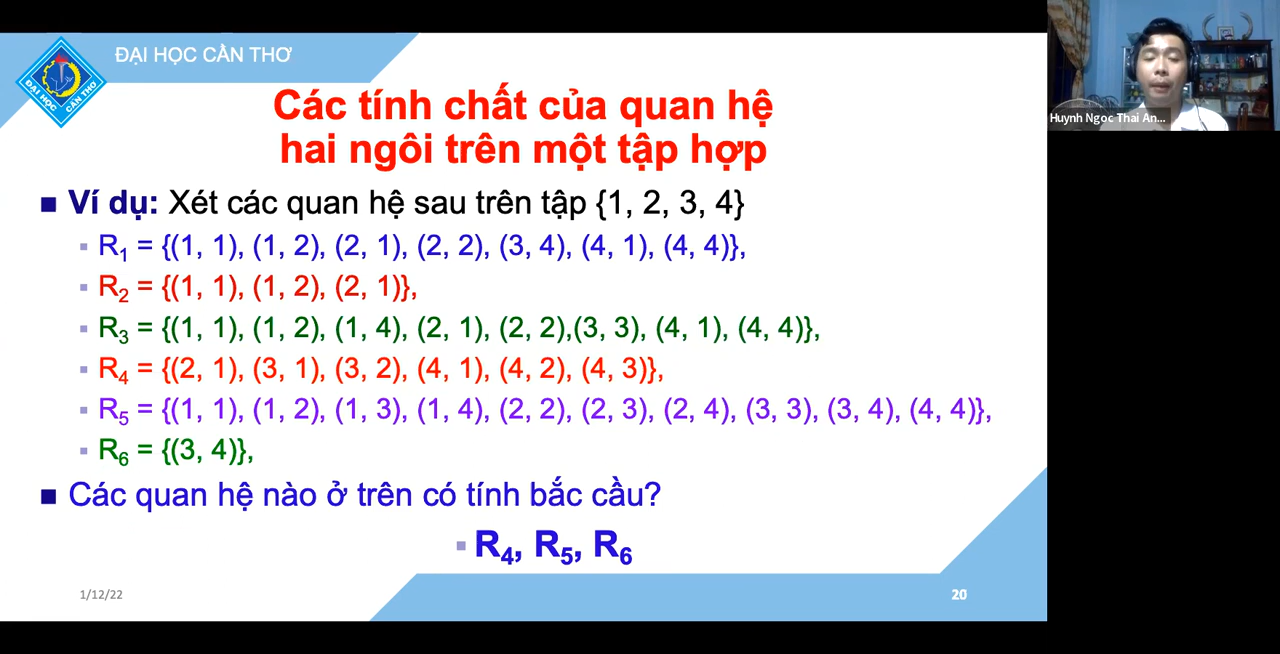 ĐẠI HỌC CẦN THƠ
ĐẠI HỌC CẦN THƠ
Các tính chất của quan hệ
hai ngôi trên một tập hợp
Ví dụ: Xét các quan hệ sau trên tập {1, 2, 3, 4}
R₁ = {(1, 1), (1, 2), (2, 1), (2, 2), (3, 4), (4, 1), (4, 4)},
R₂ = {(1, 1), (1, 2), (2, 1)},
R₃ = {(1, 1), (1, 2), (1, 4), (2, 1), (2, 2),(3, 3), (4, 1), (4, 4)},
R₄ = {(2, 1), (3, 1), (3, 2), (4, 1), (4, 2), (4, 3)},
R₅ = {(1, 1), (1, 2), (1, 3), (1, 4), (2, 2), (2, 3), (2, 4), (3, 3), (3, 4), (4, 4)},
R₆ = {(3, 4)},
Các quan hệ nào ở trên có tính bắc cầu?
R₄, R₅, R₆
1/12/22
20
Huynh Ngoc Thai An...